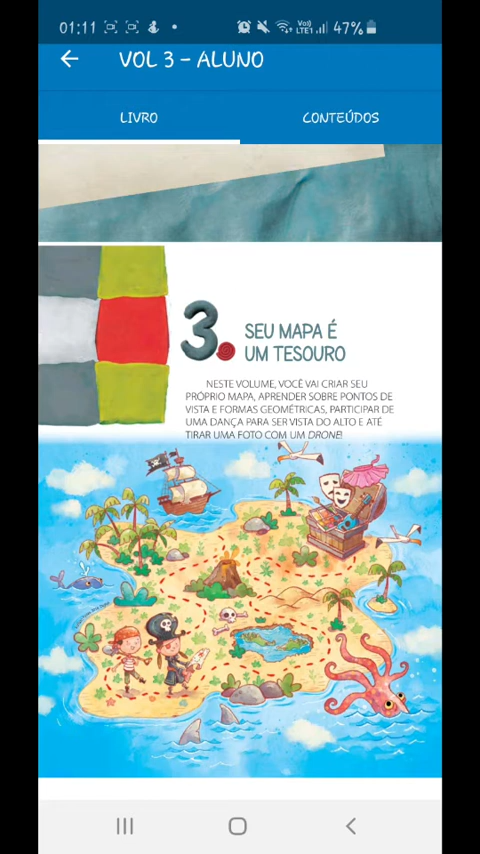 01:11 Vo)) LTE1 47%
VOL 3 - ALUNO
LIVRO
CONTEÚDOS
3. SEU MAPA É
UM TESOURO
NESTE VOLUME, VOCÊ VAI CRIAR SEU
PRÓPRIO MAPA, APRENDER SOBRE PONTOS DE
VISTA E FORMAS GEOMÉTRICAS, PARTICIPAR DE
UMA DANÇA PARA SER VISTA DO ALTO E ATÉ
TIRAR UMA FOTO COM UM DRONE!